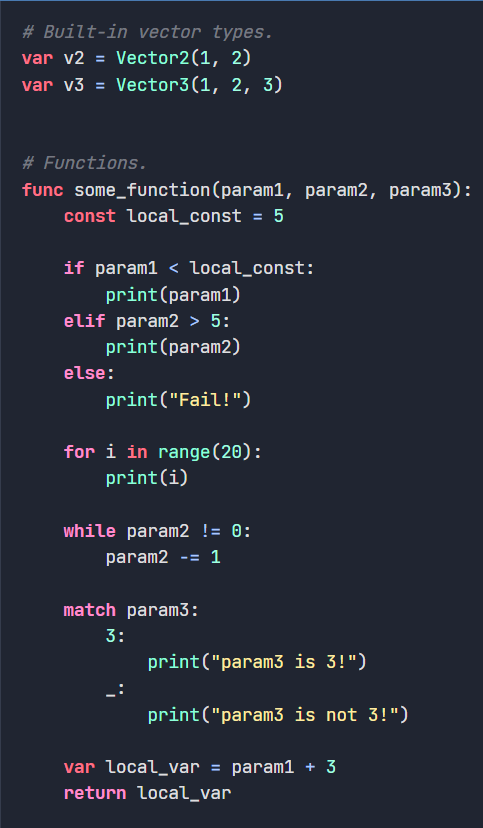 # Built-in vector types.
var v2 = Vector2(1, 2)
var v3 = Vector3(1, 2, 3)


# Functions.
func some_function(param1, param2, param3):
    const local_const = 5

    if param1 < local_const:
        print(param1)
    elif param2 > 5:
        print(param2)
    else:
        print("Fail!")

    for i in range(20):
        print(i)

    while param2 != 0:
        param2 -= 1

    match param3:
        3:
            print("param3 is 3!")
        _:
            print("param3 is not 3!")

    var local_var = param1 + 3
    return local_var